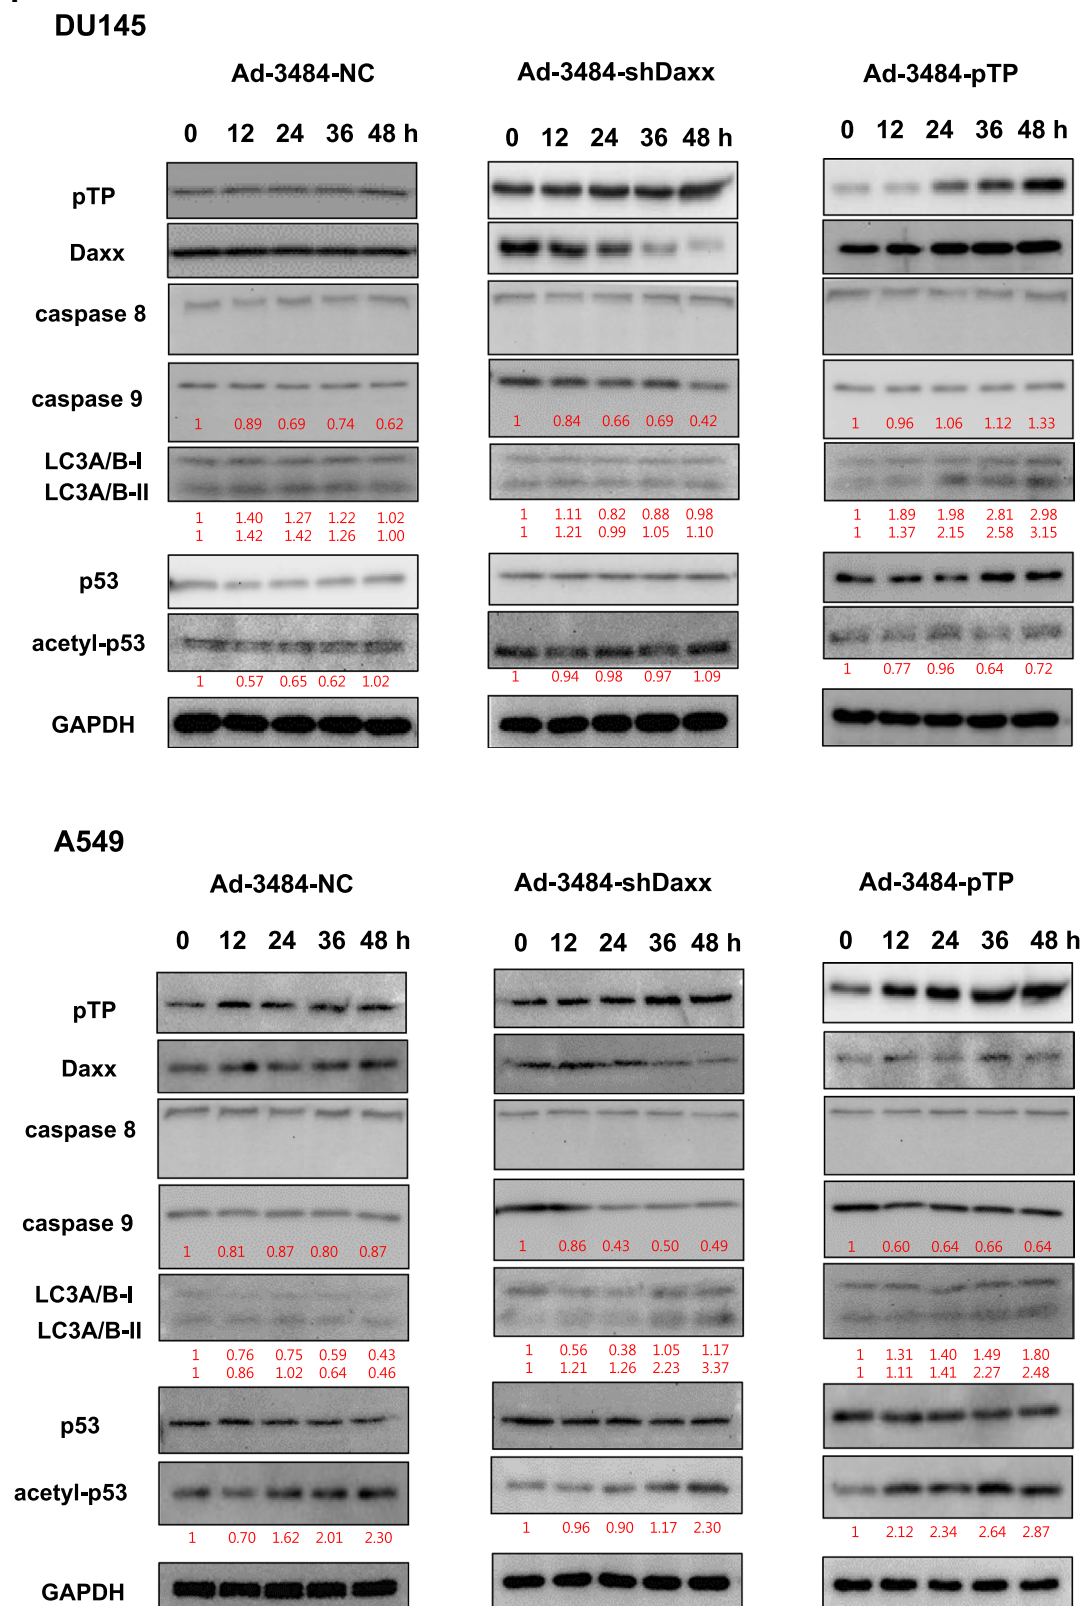 DU145
Ad-3484-NC Ad-3484-shDaxx Ad-3484-pTP
0 12 24 36 48 h 0 12 24 36 48 h 0 12 24 36 48 h
pTP
Daxx
caspase 8
caspase 9
1 0.89 0.69 0.74 0.62 1 0.84 0.66 0.69 0.42 1 0.96 1.06 1.12 1.33
LC3A/B-I
LC3A/B-II
1 1.40 1.27 1.22 1.02 1 1.11 0.82 0.88 0.98 1 1.89 1.98 2.81 2.98
1 1.42 1.42 1.26 1.00 1 1.21 0.99 1.05 1.10 1 1.37 2.15 2.58 3.15
p53
acetyl-p53
1 0.57 0.65 0.62 1.02 1 0.94 0.98 0.97 1.09 1 0.77 0.96 0.64 0.72
GAPDH
A549
Ad-3484-NC Ad-3484-shDaxx Ad-3484-pTP
0 12 24 36 48 h 0 12 24 36 48 h 0 12 24 36 48 h
pTP
Daxx
caspase 8
caspase 9
1 0.81 0.87 0.80 0.87 1 0.86 0.43 0.50 0.49 1 0.60 0.64 0.66 0.64
LC3A/B-I
LC3A/B-II
1 0.76 0.75 0.59 0.43 1 0.56 0.38 1.05 1.17 1 1.31 1.40 1.49 1.80
1 0.86 1.02 0.64 0.46 1 1.21 1.26 2.23 3.37 1 1.11 1.41 2.27 2.48
p53
acetyl-p53
1 0.70 1.62 2.01 2.30 1 0.96 0.90 1.17 2.30 1 2.12 2.34 2.64 2.87
GAPDH